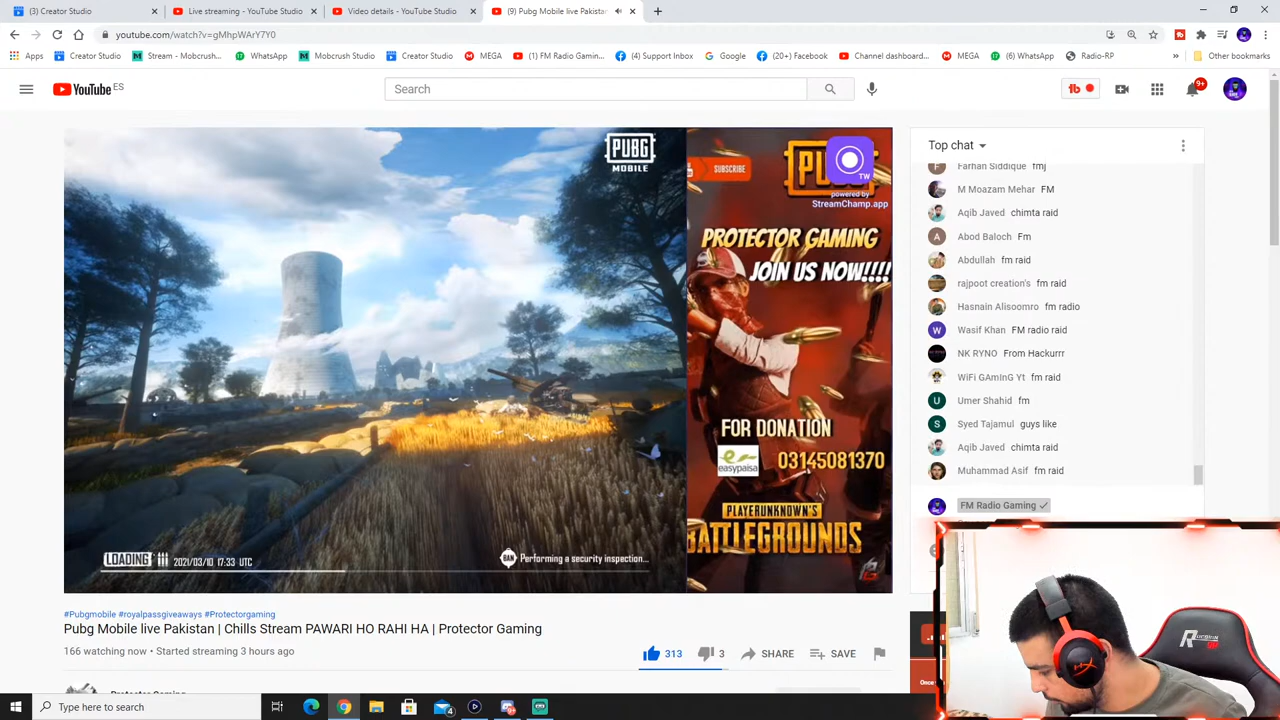 (3) Creator Studio
Live streaming - YouTube Studio
Video details - YouTube Studio
(9) Pubg Mobile live Pakistan
youtube.com/watch?v=gMhpWArY7Y0
Apps
Creator Studio
Stream - Mobcrush...
WhatsApp
Mobcrush Studio
Creator Studio
MEGA
(1) FM Radio Gamin...
(4) Support Inbox
Google
(20+) Facebook
Channel dashboard...
MEGA
(6) WhatsApp
Radio-RP
»
Other bookmarks
YouTube ES
Search
tb
9+
PUBG
MOBILE
SUBSCRIBE
TW
powered by
StreamChamp.app
PROTECTOR GAMING
JOIN US NOW!!!!
FOR DONATION
easypaisa
03145081370
PLAYERUNKNOWN'S
BATTLEGROUNDS
LOADING
2021/03/10 17:33 UTC
BAN
Performing a security inspection...
Top chat
Farhan Siddique fmj
M Moazam Mehar FM
Aqib Javed chimta raid
A
Abod Baloch Fm
Abdullah fm raid
rajpoot creation's fm raid
Hasnain Alisoomro fm radio
W
Wasif Khan FM radio raid
NK RYNO From Hackurrr
WiFi GAmInG Yt fm raid
U
Umer Shahid fm
S
Syed Tajamul guys like
Aqib Javed chimta raid
Muhammad Asif fm raid
FM Radio Gaming
#Pubgmobile #royalpassgiveaways #Protectorgaming
Pubg Mobile live Pakistan | Chills Stream PAWARI HO RAHI HA | Protector Gaming
166 watching now • Started streaming 3 hours ago
313
3
SHARE
SAVE
Protector Gaming
Type here to search